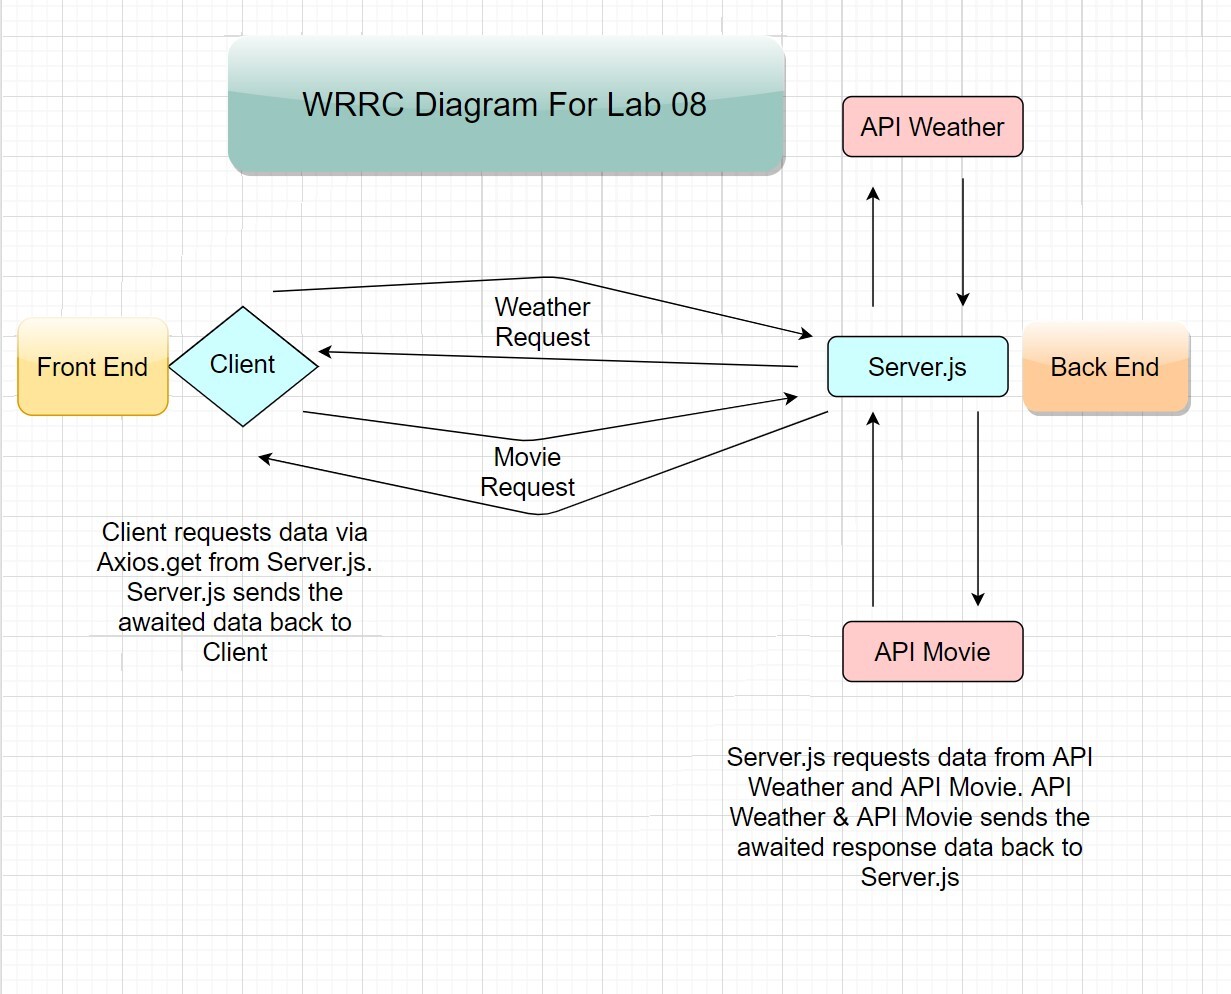 WRRC Diagram For Lab 08
API Weather
Weather
Request
Front End
Client
Server.js
Back End
Movie
Request
Client requests data via
Axios.get from Server.js.
Server.js sends the
awaited data back to
Client
API Movie
Server.js requests data from API
Weather and API Movie. API
Weather & API Movie sends the
awaited response data back to
Server.js